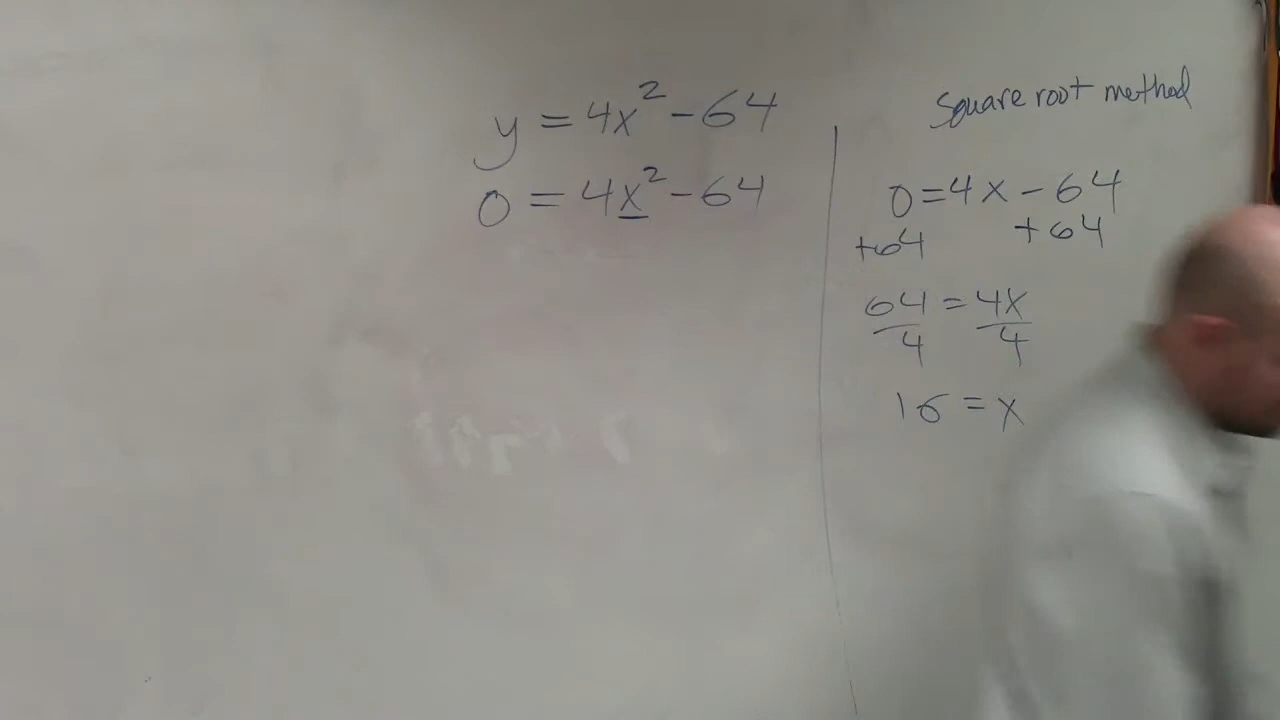 y = 4x² - 64
0 = 4x² - 64
Square root method
0 = 4x - 64
+64 +64
64 = 4x
4 4
16 = x